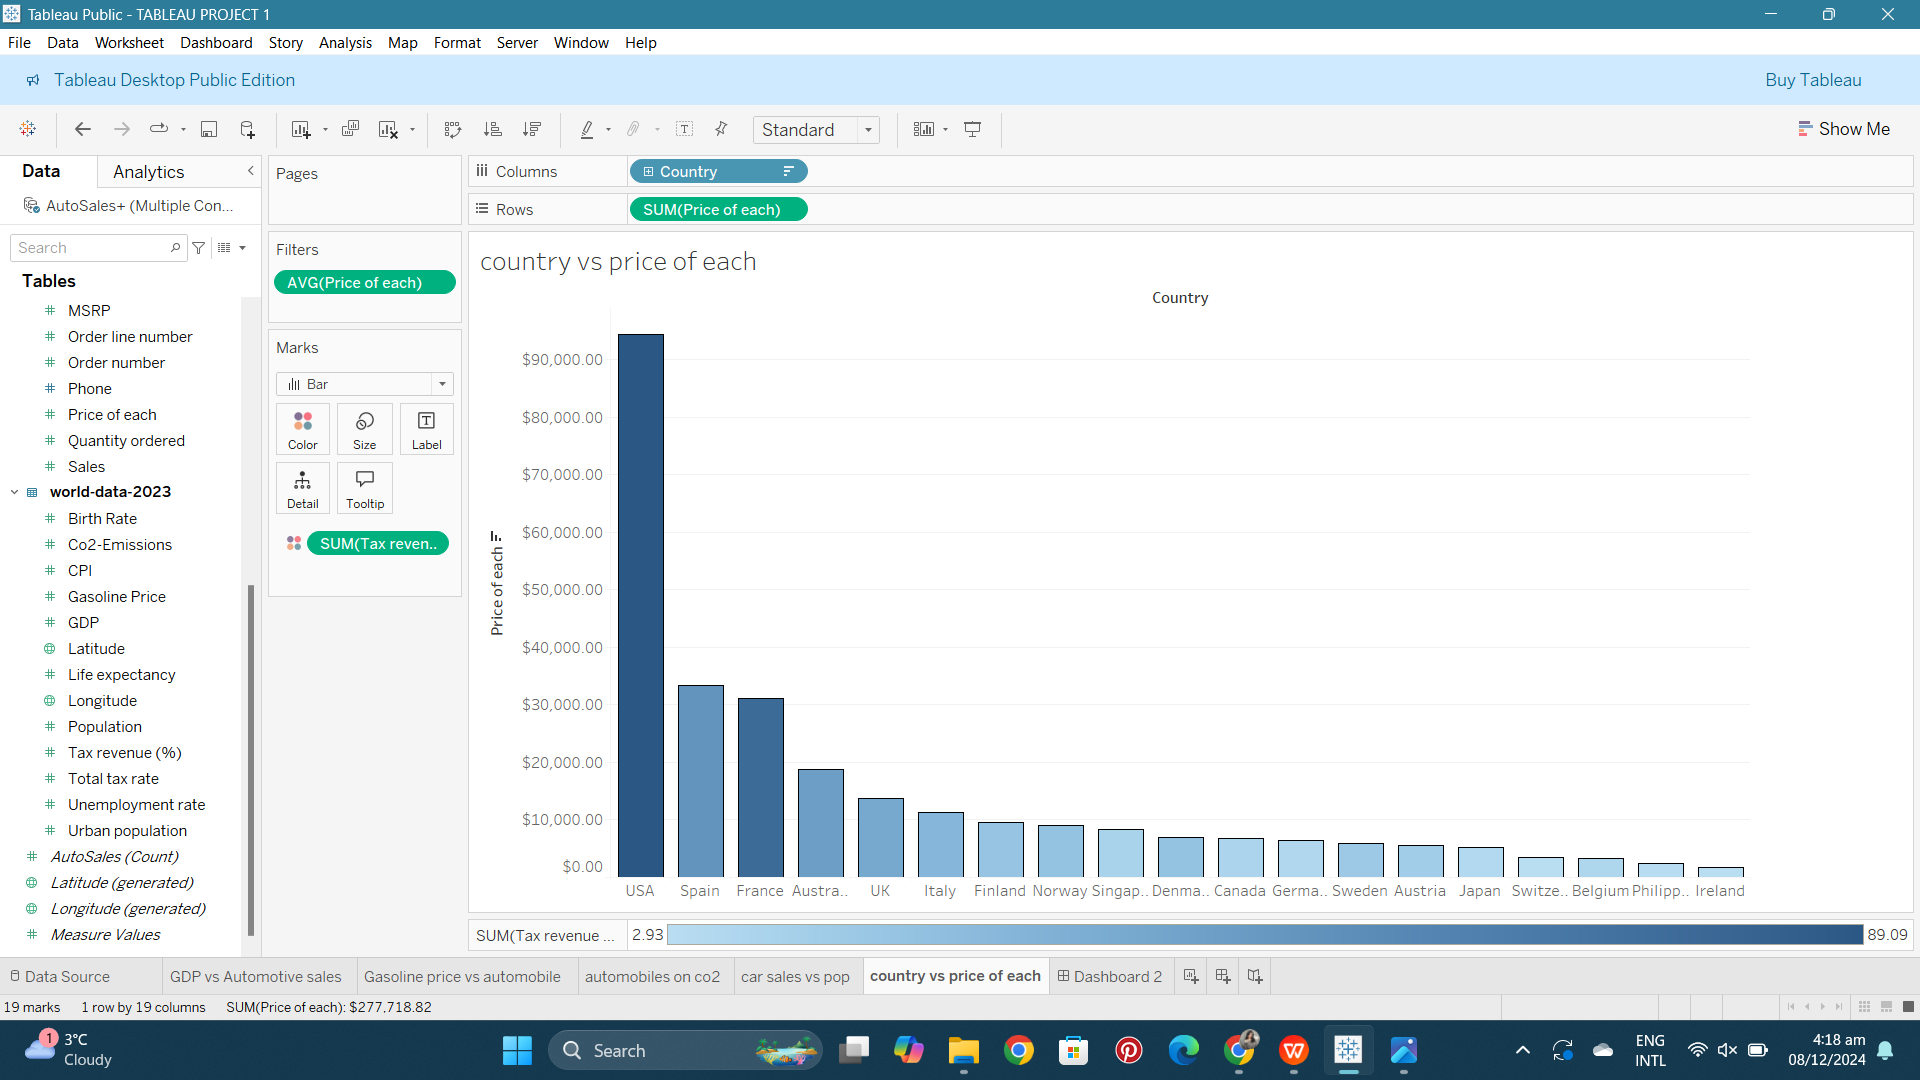 Tableau Public - TABLEAU PROJECT 1
File Data Worksheet Dashboard Story Analysis Map Format Server Window Help
Tableau Desktop Public Edition
Buy Tableau
Standard
Show Me
Data
Analytics
AutoSales+ (Multiple Con...
Search
Tables
MSRP
Order line number
Order number
Phone
Price of each
Quantity ordered
Sales
world-data-2023
Birth Rate
Co2-Emissions
CPI
Gasoline Price
GDP
Latitude
Life expectancy
Longitude
Population
Tax revenue (%)
Total tax rate
Unemployment rate
Urban population
AutoSales (Count)
Latitude (generated)
Longitude (generated)
Measure Values
Pages
Filters
AVG(Price of each)
Marks
Bar
Color
Size
Label
Detail
Tooltip
SUM(Tax reven..
Columns
Country
Rows
SUM(Price of each)
country vs price of each
Country
Price of each
$90,000.00
$80,000.00
$70,000.00
$60,000.00
$50,000.00
$40,000.00
$30,000.00
$20,000.00
$10,000.00
$0.00
USA Spain France Austra.. UK Italy Finland Norway Singap.. Denma.. Canada Germa.. Sweden Austria Japan Switze.. Belgium Philipp.. Ireland
SUM(Tax revenue ...
2.93
89.09
Data Source
GDP vs Automotive sales
Gasoline price vs automobile
automobiles on co2
car sales vs pop
country vs price of each
Dashboard 2
19 marks
1 row by 19 columns
SUM(Price of each): $277,718.82
1
3°C
Cloudy
Search
ENG
INTL
4:18 am
08/12/2024